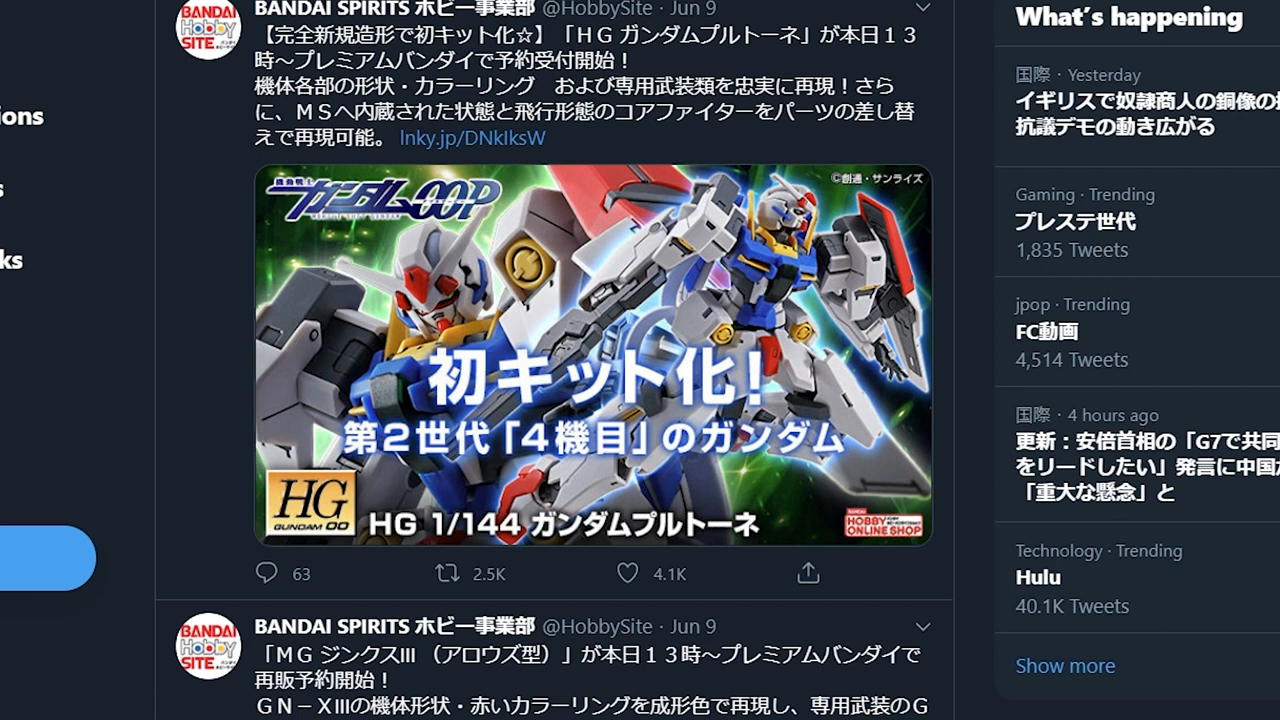 BANDAI SPIRITS ホビー事業部 @HobbySite · Jun 9
【完全新規造形で初キット化☆】「ＨＧ ガンダムプルトーネ」が本日１３
時～プレミアムバンダイで予約受付開始！
機体各部の形状・カラーリング　および専用武装類を忠実に再現！さら
に、ＭＳへ内蔵された状態と飛行形態のコアファイターをパーツの差し替
えで再現可能。 lnky.jp/DNkIksW
機動戦士
ガンダム00P
©創通・サンライズ
初キット化！
第2世代「4機目」のガンダム
HG
GUNDAM 00
HG 1/144 ガンダムプルトーネ
BANDAI
HOBBY
ONLINE SHOP
63
2.5K
4.1K
BANDAI
Hobby
SITE
BANDAI SPIRITS ホビー事業部 @HobbySite · Jun 9
「ＭＧ ジンクスⅢ （アロウズ型）」が本日１３時～プレミアムバンダイで
再販予約開始！
ＧＮ－ＸⅢの機体形状・赤いカラーリングを成形色で再現し、専用武装のＧ
BANDAI
Hobby
SITE
ions
s
ks
What's happening
国際 · Yesterday
イギリスで奴隷商人の銅像の
抗議デモの動き広がる
Gaming · Trending
プレステ世代
1,835 Tweets
jpop · Trending
FC動画
4,514 Tweets
国際 · 4 hours ago
更新：安倍首相の「G7で共同
をリードしたい」発言に中国
「重大な懸念」と
Technology · Trending
Hulu
40.1K Tweets
Show more